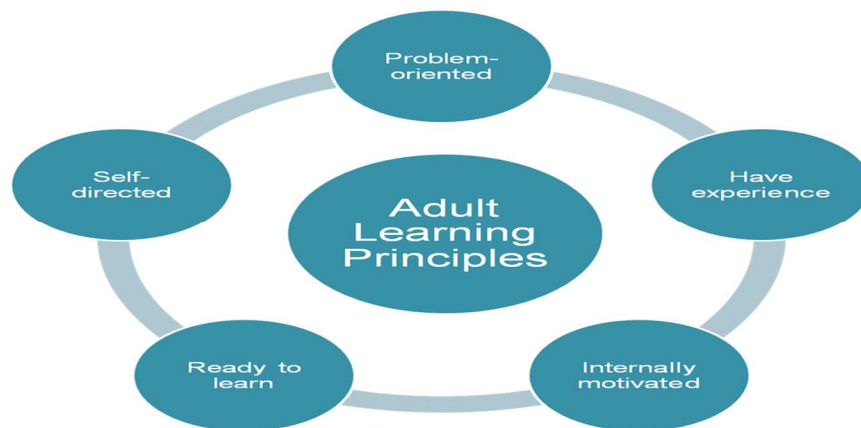 Problem-
oriented
Self-
directed
Have
experience
Adult
Learning
Principles
Ready to
learn
Internally
motivated